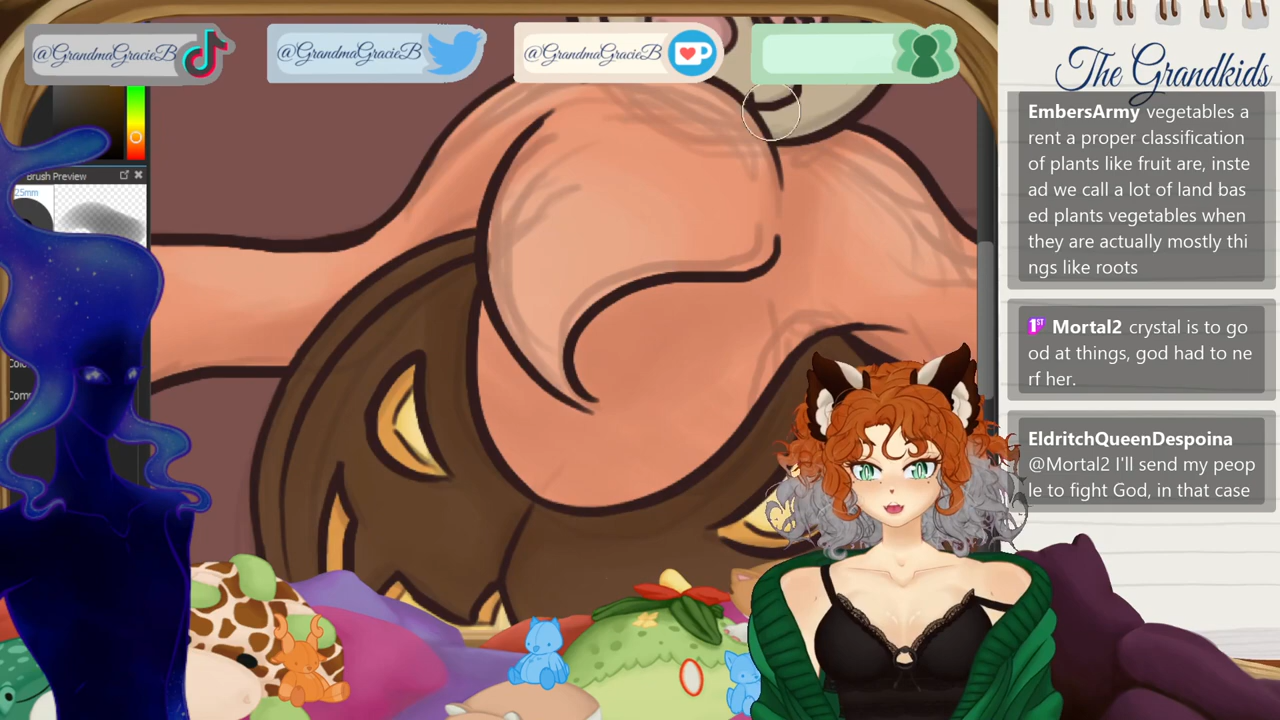 @GrandmaGracieB
@GrandmaGracieB
@GrandmaGracieB
The Grandkids
Brush Preview
25mm
EmbersArmy vegetables a
rent a proper classification
of plants like fruit are, inste
ad we call a lot of land bas
ed plants vegetables when
they are actually mostly thi
ngs like roots
1ST Mortal2 crystal is to go
od at things, god had to ne
rf her.
EldritchQueenDespoina
@Mortal2 I'll send my peop
le to fight God, in that case